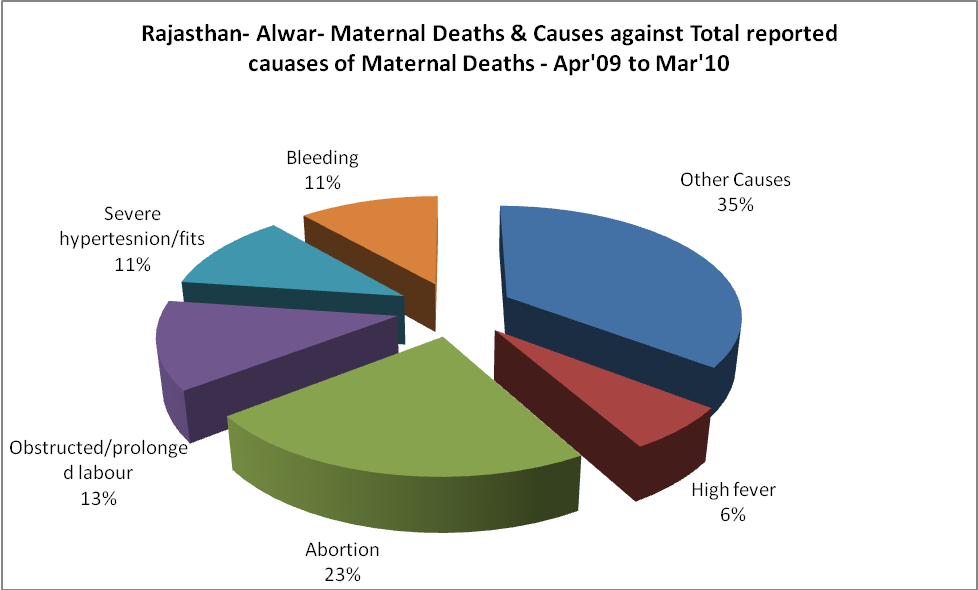 Rajasthan- Alwar- Maternal Deaths & Causes against Total reported
cauases of Maternal Deaths - Apr'09 to Mar'10
Bleeding
11%
Other Causes
35%
Severe
hypertesnion/fits
11%
Obstructed/prolonge
d labour
13%
High fever
6%
Abortion
23%